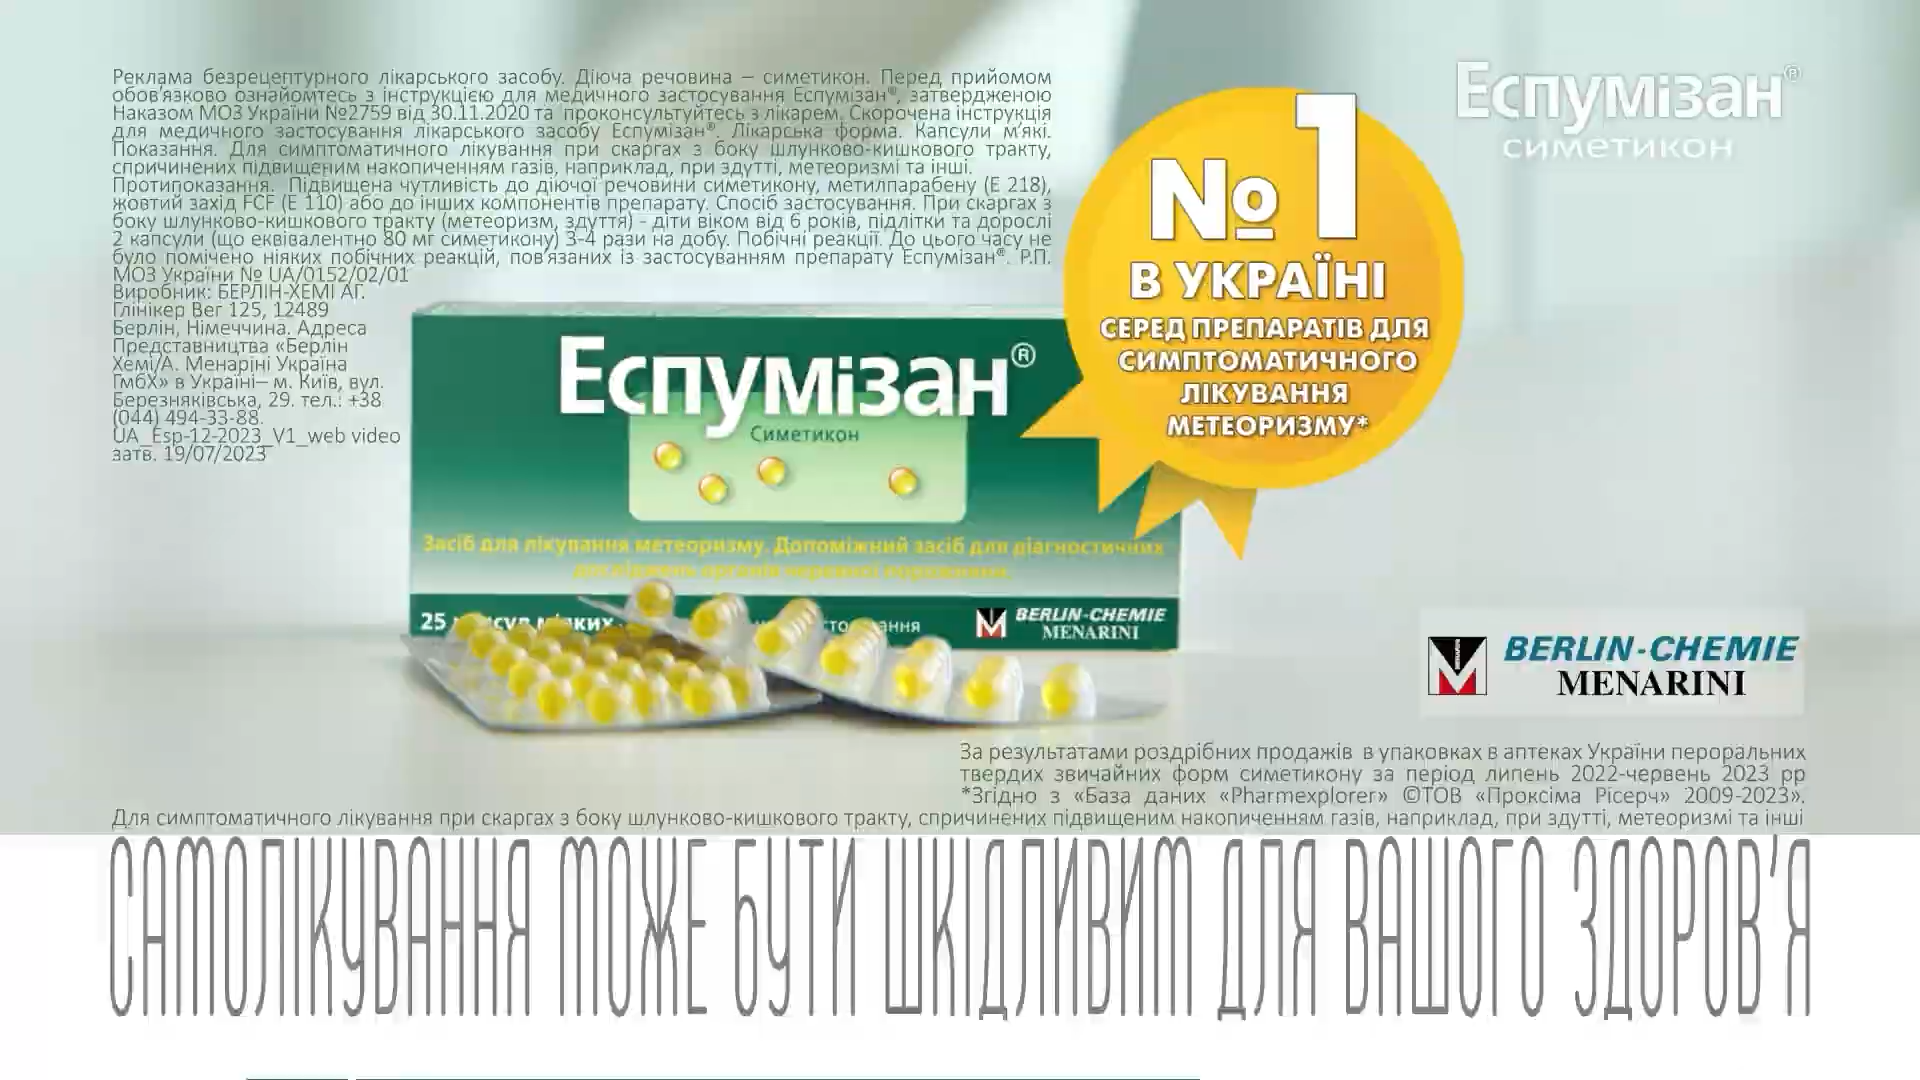 Реклама безрецептурного лікарського засобу. Діюча речовина – симетикон. Перед прийомом
обов'язково ознайомтесь з інструкцією для медичного застосування Еспумізан®, затвердженою
Наказом МОЗ України №2759 від 30.11.2020 та проконсультуйтесь з лікарем. Скорочена інструкція
для медичного застосування лікарського засобу Еспумізан®. Лікарська форма. Капсули м'які.
Показання. Для симптоматичного лікування при скаргах з боку шлунково-кишкового тракту,
спричинених підвищеним накопиченням газів, наприклад, при здутті, метеоризмі та інші.
Протипоказання. Підвищена чутливість до діючої речовини симетикону, метилпарабену (Е 218),
жовтий захід FCF (Е 110) або до інших компонентів препарату. Спосіб застосування. При скаргах з
боку шлунково-кишкового тракту (метеоризм, здуття) - діти віком від 6 років, підлітки та дорослі
2 капсули (що еквівалентно 80 мг симетикону) 3-4 рази на добу. Побічні реакції. До цього часу не
було помічено ніяких побічних реакцій, пов'язаних із застосуванням препарату Еспумізан®. Р.П.
МОЗ України № UA/0152/02/01
Виробник: БЕРЛІН-ХЕМІ АГ.
Глінікер Вег 125, 12489
Берлін, Німеччина. Адреса
Представництва «Берлін
Хемі/А. Менаріні Україна
ГмбХ» в Україні– м. Київ, вул.
Березняківська, 29. тел.: +38
(044) 494-33-88.
UA_Esp-12-2023_V1_web video
затв. 19/07/2023
Еспумізан®
симетикон
№1
В УКРАЇНІ
СЕРЕД ПРЕПАРАТІВ ДЛЯ
СИМПТОМАТИЧНОГО
ЛІКУВАННЯ
МЕТЕОРИЗМУ*
Еспумізан®
Симетикон
Засіб для лікування метеоризму. Допоміжний засіб для діагностичних
досліджень органів черевної порожнини.
25
BERLIN-CHEMIE
MENARINI
BERLIN-CHEMIE
MENARINI
За результатами роздрібних продажів в упаковках в аптеках України пероральних
твердих звичайних форм симетикону за період липень 2022-червень 2023 рр
*Згідно з «База даних «Pharmexplorer» ©ТОВ «Проксіма Рісерч» 2009-2023».
Для симптоматичного лікування при скаргах з боку шлунково-кишкового тракту, спричинених підвищеним накопиченням газів, наприклад, при здутті, метеоризмі та інші
САМОЛІКУВАННЯ МОЖЕ БУТИ ШКІДЛИВИМ ДЛЯ ВАШОГО ЗДОРОВ'Я